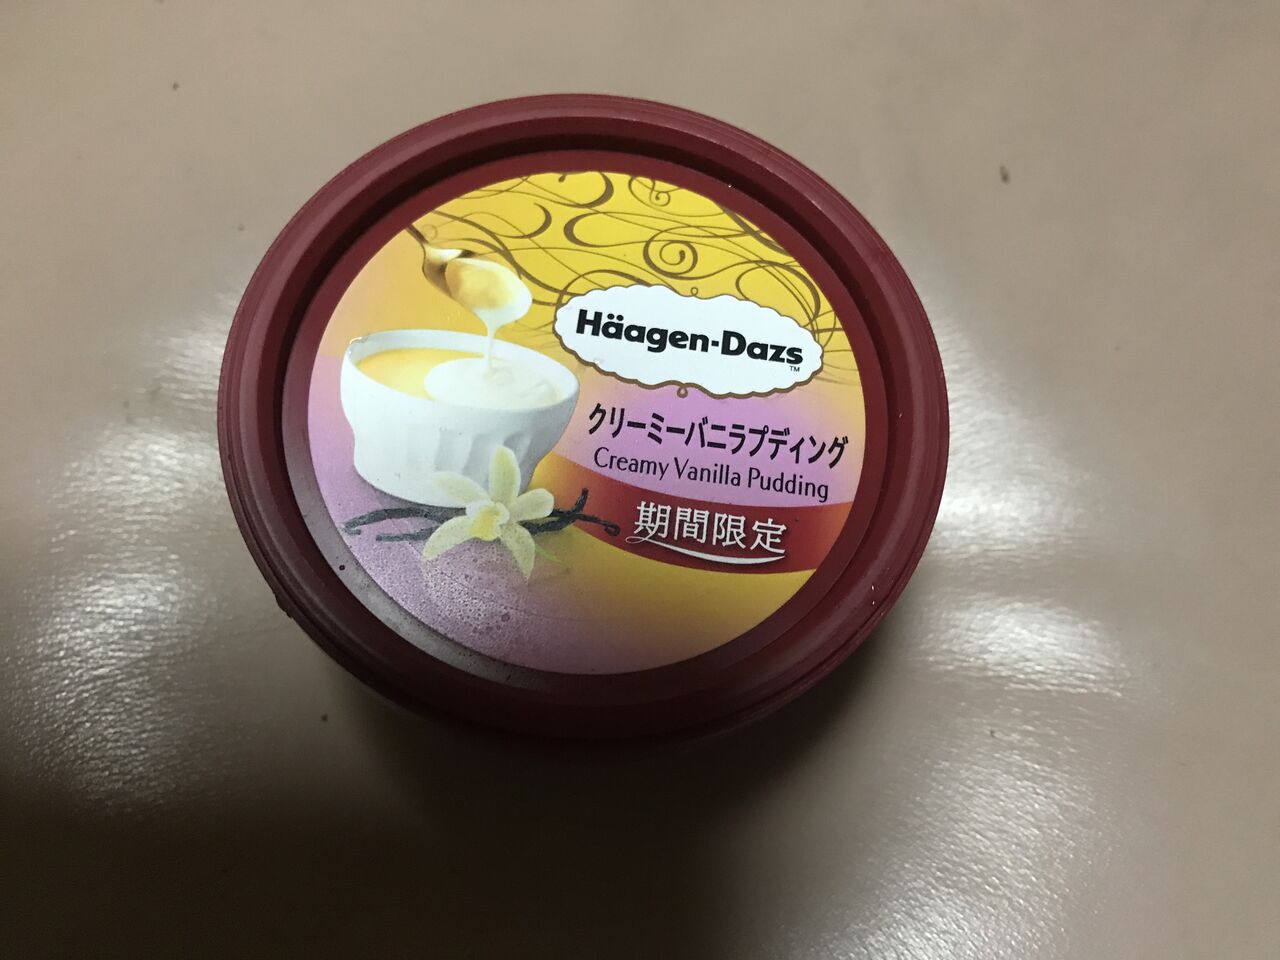 Häagen-Dazs
TM
クリーミーバニラプディング
Creamy Vanilla Pudding
期間限定